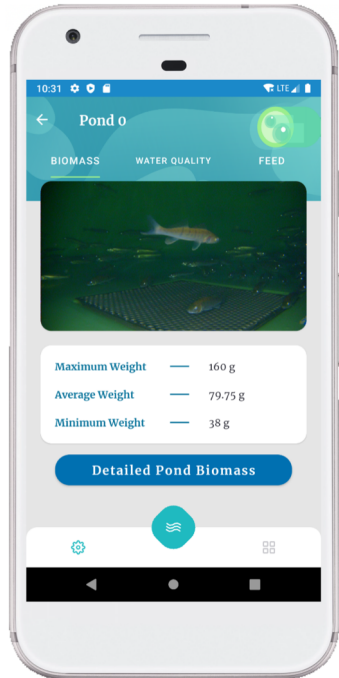 10:31 LTE
Pond 0
BIOMASS WATER QUALITY FEED
Maximum Weight — 160 g
Average Weight — 79.75 g
Minimum Weight — 38 g
Detailed Pond Biomass